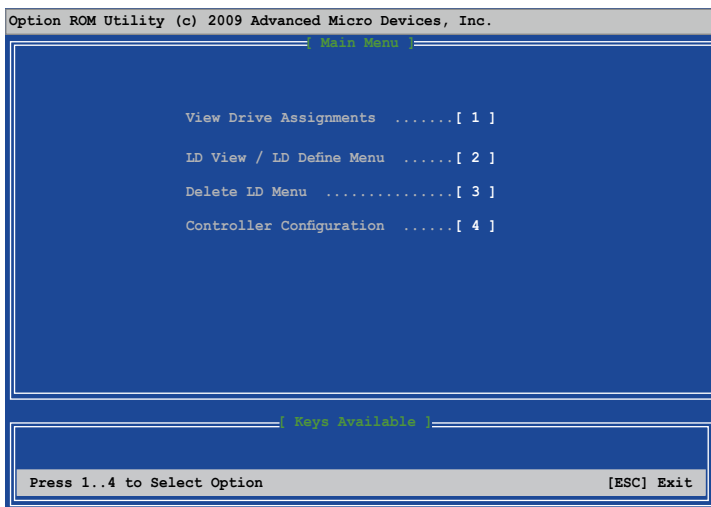 Option ROM Utility (c) 2009 Advanced Micro Devices, Inc.
[ Main Menu ]
View Drive Assignments .......[ 1 ]
LD View / LD Define Menu ......[ 2 ]
Delete LD Menu ...............[ 3 ]
Controller Configuration ......[ 4 ]
[ Keys Available ]
Press 1..4 to Select Option [ESC] Exit